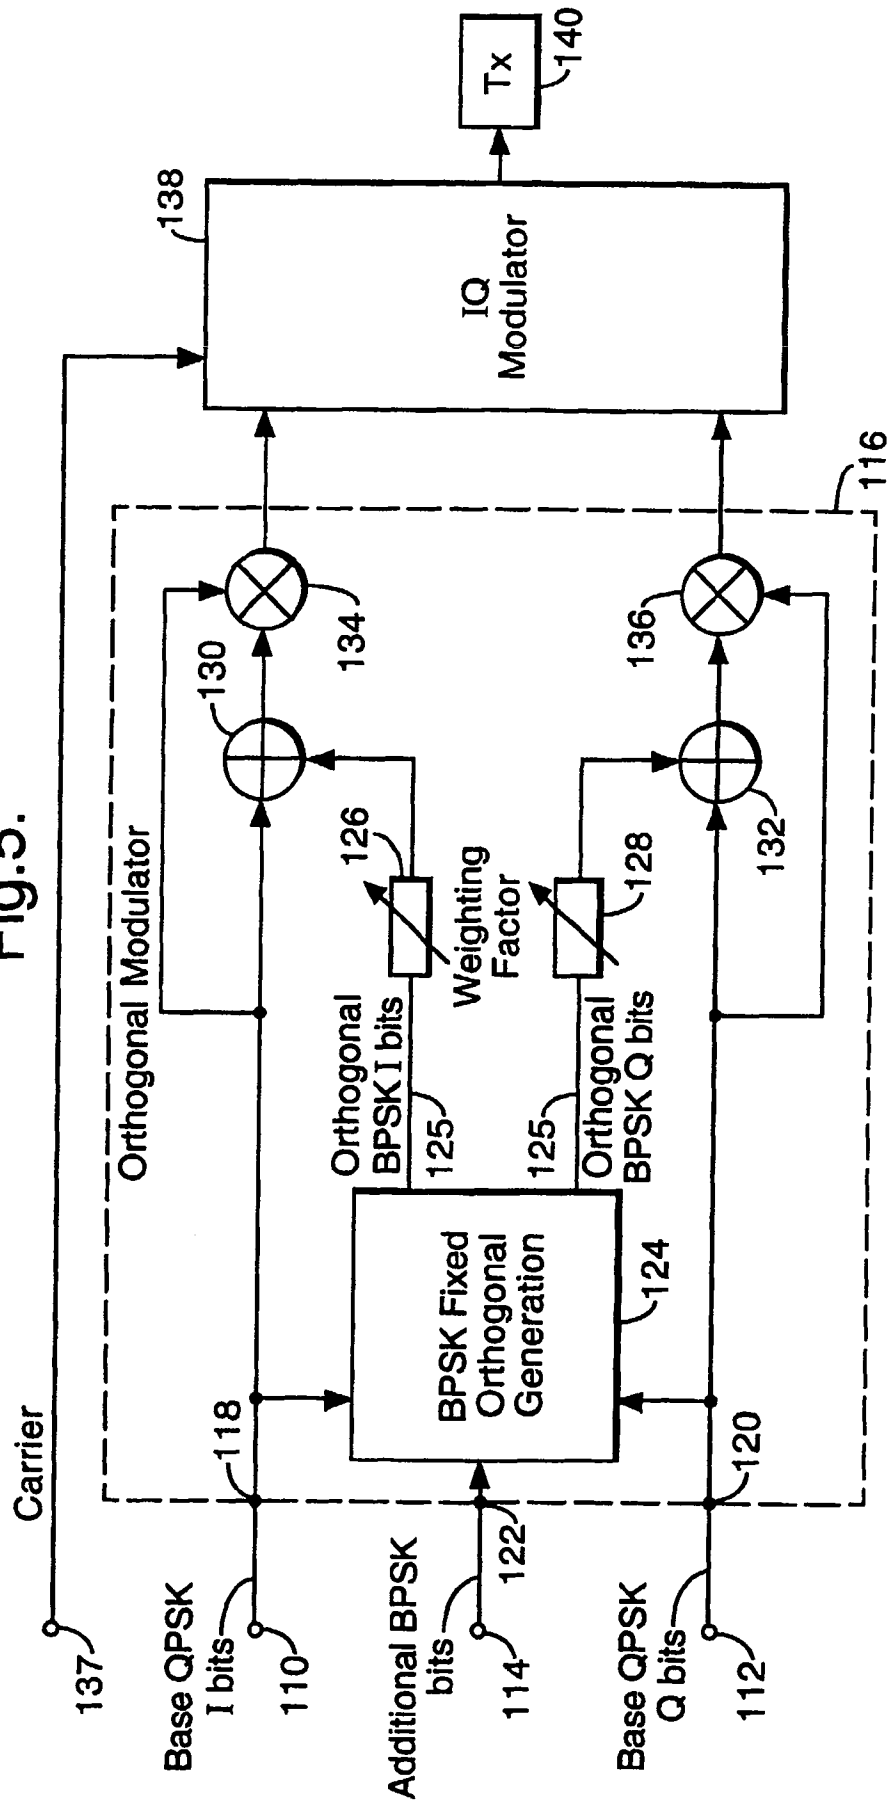 Fig.5.
Carrier
137
Orthogonal Modulator
138
130
134
118
Base QPSK
I bits
110
126
Orthogonal
BPSK I bits
125
Weighting
Factor
IQ
Modulator
Tx
140
Additional BPSK
bits
114
122
BPSK Fixed
Orthogonal
Generation
124
125
Orthogonal
BPSK Q bits
128
136
132
Base QPSK
Q bits
112
120
116